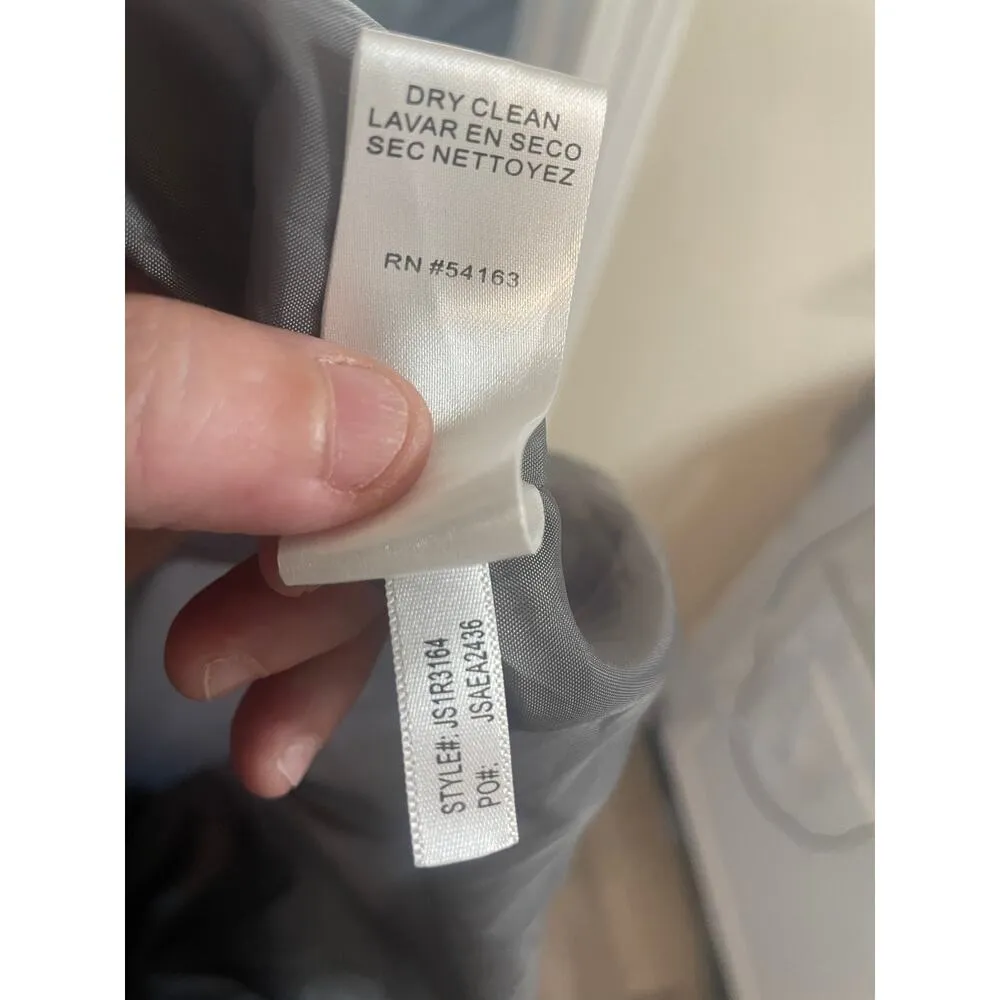 DRY CLEAN
LAVAR EN SECO
SEC NETTOYEZ
RN #54163
STYLE#: JS1R3164
PO#: JSAEA2436